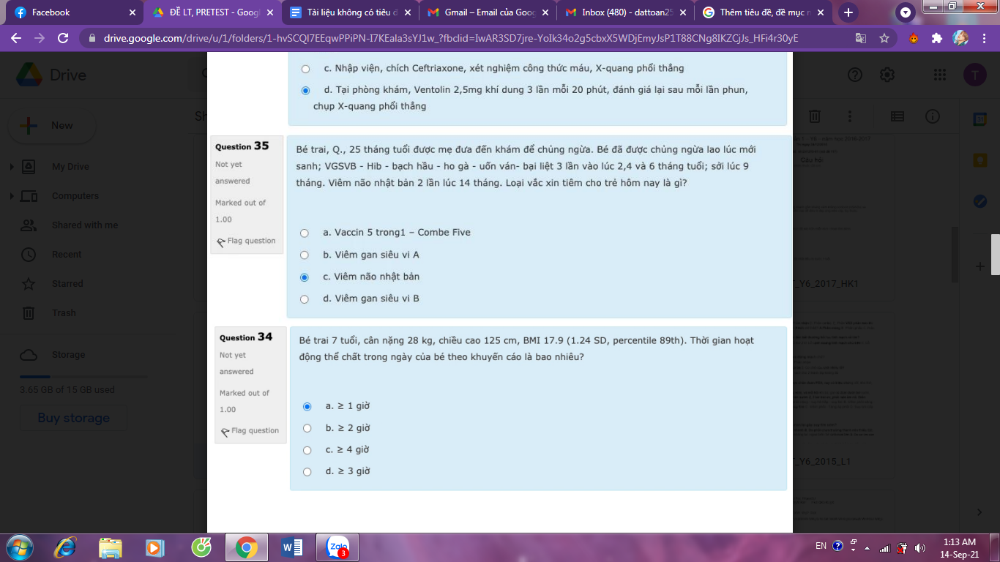 Facebook
ĐỀ LT, PRETEST - Googl
Tài liệu không có tiêu đ
Gmail – Email của Goog
Inbox (480) - dattoan25
Thêm tiêu đề, đề mục n
drive.google.com/drive/u/1/folders/1-hvSCQl7EEqwPPiPN-I7KEala3sYJ1w_?fbclid=IwAR3SD7jre-YoIk34o2g5cbxX5WDjEmyJsP1T88CNg8IKZCjJs_HFi4r30yE
Drive
T
New
My Drive
Computers
Shared with me
Recent
Starred
Trash
Storage
3.65 GB of 15 GB used
Buy storage
Sh
c. Nhập viện, chích Ceftriaxone, xét nghiệm công thức máu, X-quang phổi thẳng
d. Tại phòng khám, Ventolin 2,5mg khí dung 3 lần mỗi 20 phút, đánh giá lại sau mỗi lần phun,
chụp X-quang phổi thẳng
Question 35
Not yet
answered
Marked out of
1.00
Flag question
Bé trai, Q., 25 tháng tuổi được mẹ đưa đến khám để chủng ngừa. Bé đã được chủng ngừa lao lúc mới
sanh; VGSVB - Hib - bạch hầu - ho gà - uốn ván- bại liệt 3 lần vào lúc 2,4 và 6 tháng tuổi; sởi lúc 9
tháng. Viêm não nhật bản 2 lần lúc 14 tháng. Loại vắc xin tiêm cho trẻ hôm nay là gì?
a. Vaccin 5 trong1 – Combe Five
b. Viêm gan siêu vi A
c. Viêm não nhật bản
d. Viêm gan siêu vi B
Question 34
Not yet
answered
Marked out of
1.00
Flag question
Bé trai 7 tuổi, cân nặng 28 kg, chiều cao 125 cm, BMI 17.9 (1.24 SD, percentile 89th). Thời gian hoạt
động thể chất trong ngày của bé theo khuyến cáo là bao nhiêu?
a. ≥ 1 giờ
b. ≥ 2 giờ
c. ≥ 4 giờ
d. ≥ 3 giờ
Câu hỏi
T_Y6_2017_HK1
T_Y6_2015_L1
Zalo
3
EN
1:13 AM
14-Sep-21